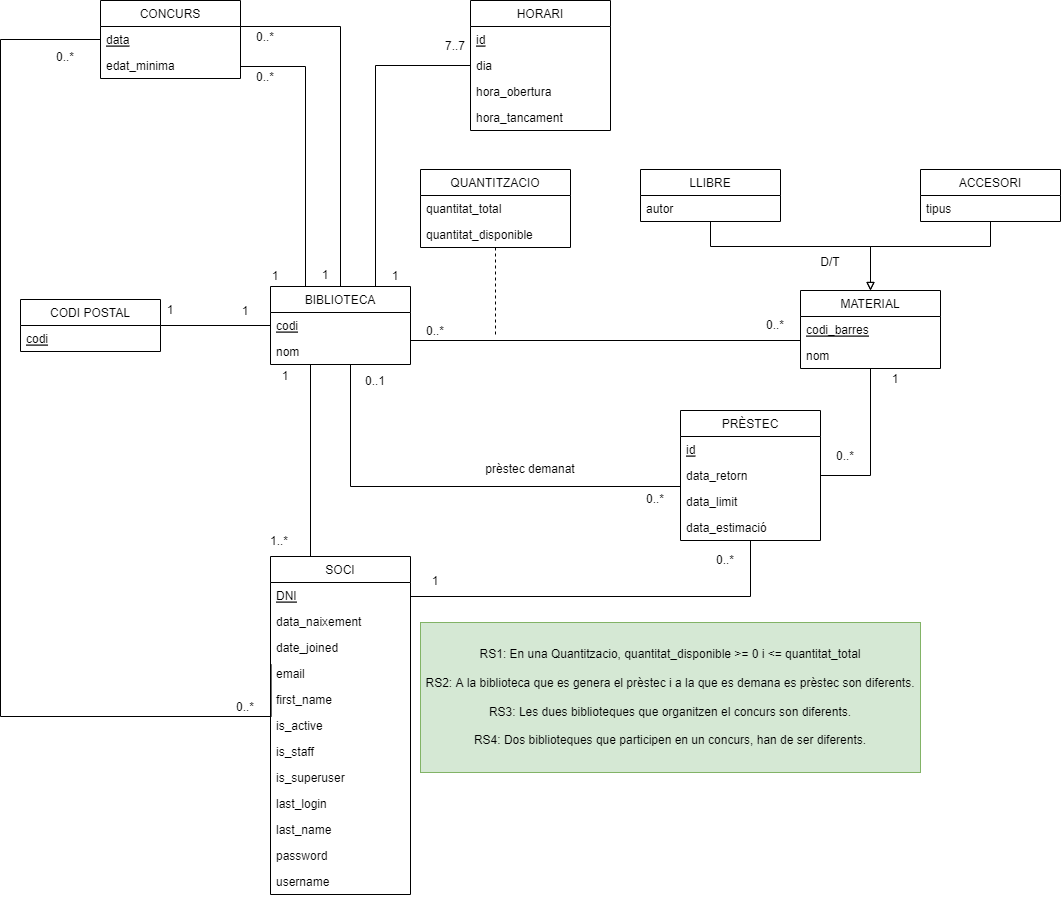 CONCURS
data
edat_minima
0..*
0..*
0..*
HORARI
id
dia
hora_obertura
hora_tancament
7..7
QUANTITZACIO
quantitat_total
quantitat_disponible
LLIBRE
autor
ACCESORI
tipus
D/T
1
1
1
CODI POSTAL
codi
1
1
BIBLIOTECA
codi
nom
0..*
0..*
MATERIAL
codi_barres
nom
1
0..1
1
PRÈSTEC
id
data_retorn
data_limit
data_estimació
0..*
prèstec demanat
0..*
1..*
0..*
1
SOCI
DNI
data_naixement
date_joined
email
first_name
is_active
is_staff
is_superuser
last_login
last_name
password
username
0..*
RS1: En una Quantitzacio, quantitat_disponible >= 0 i <= quantitat_total
RS2: A la biblioteca que es genera el prèstec i a la que es demana es prèstec son diferents.
RS3: Les dues biblioteques que organitzen el concurs son diferents.
RS4: Dos biblioteques que participen en un concurs, han de ser diferents.